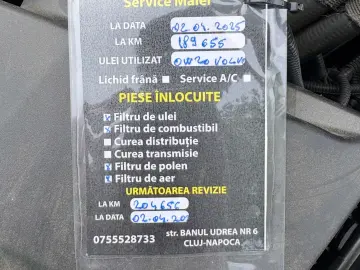 Service Maier
LA DATA 02.04.2025
LA KM 189655
ULEI UTILIZAT 0W20 VOLVO
Lichid frână Service A/C
PIESE ÎNLOCUITE
Filtru de ulei
Filtru de combustibil
Curea distribuție
Curea transmisie
Filtru de polen
Filtru de aer
URMĂTOAREA REVIZIE
LA KM
LA DATA 02.04.20
0755528733
str. BANUL UDREA NR 6
CLUJ-NAPOCA